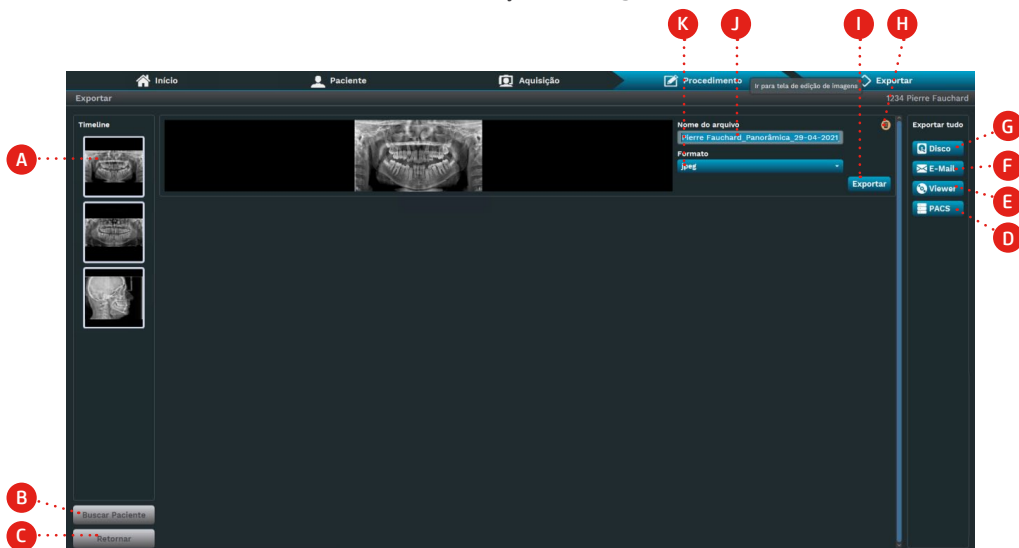 K J I H
Início Paciente Aquisição Procedimento Exportar
Ir para tela de edição de imagens
Exportar 1234 Pierre Fauchard
Timeline
Nome do arquivo
Pierre Fauchard_Panorâmica_29-04-2021
Formato
jpeg
Exportar
Exportar tudo
Disco
E-Mail
Viewer
PACS
G
F
E
D
A
B
Buscar Paciente
C
Retornar